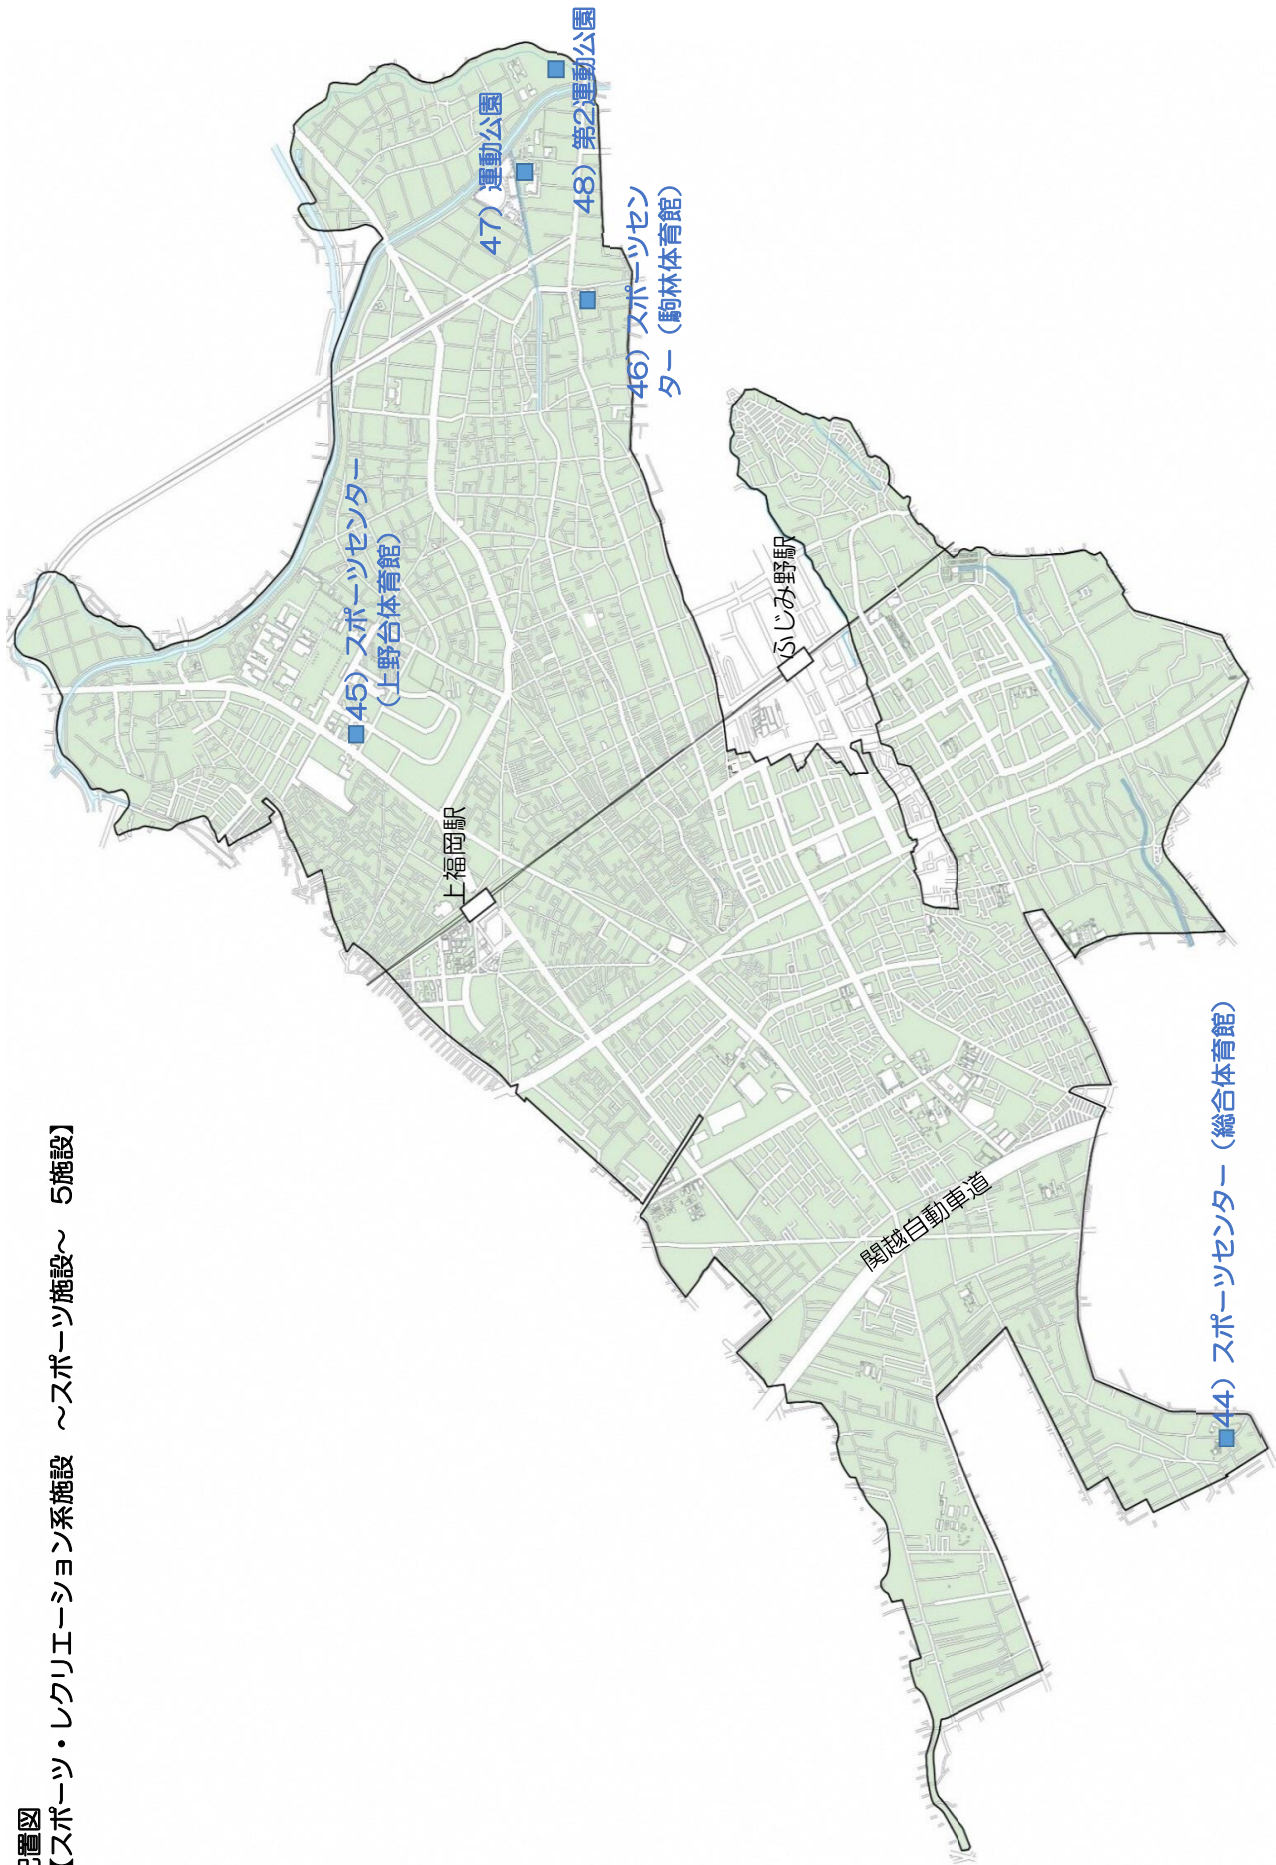 配置図
【スポーツ・レクリエーション系施設　～スポーツ施設～　5施設】
45）スポーツセンター
（上野台体育館）
47）運動公園
48）第2運動公園
46）スポーツセン
ター（駒林体育館）
上福岡駅
ふじみ野駅
関越自動車道
44）スポーツセンター（総合体育館）